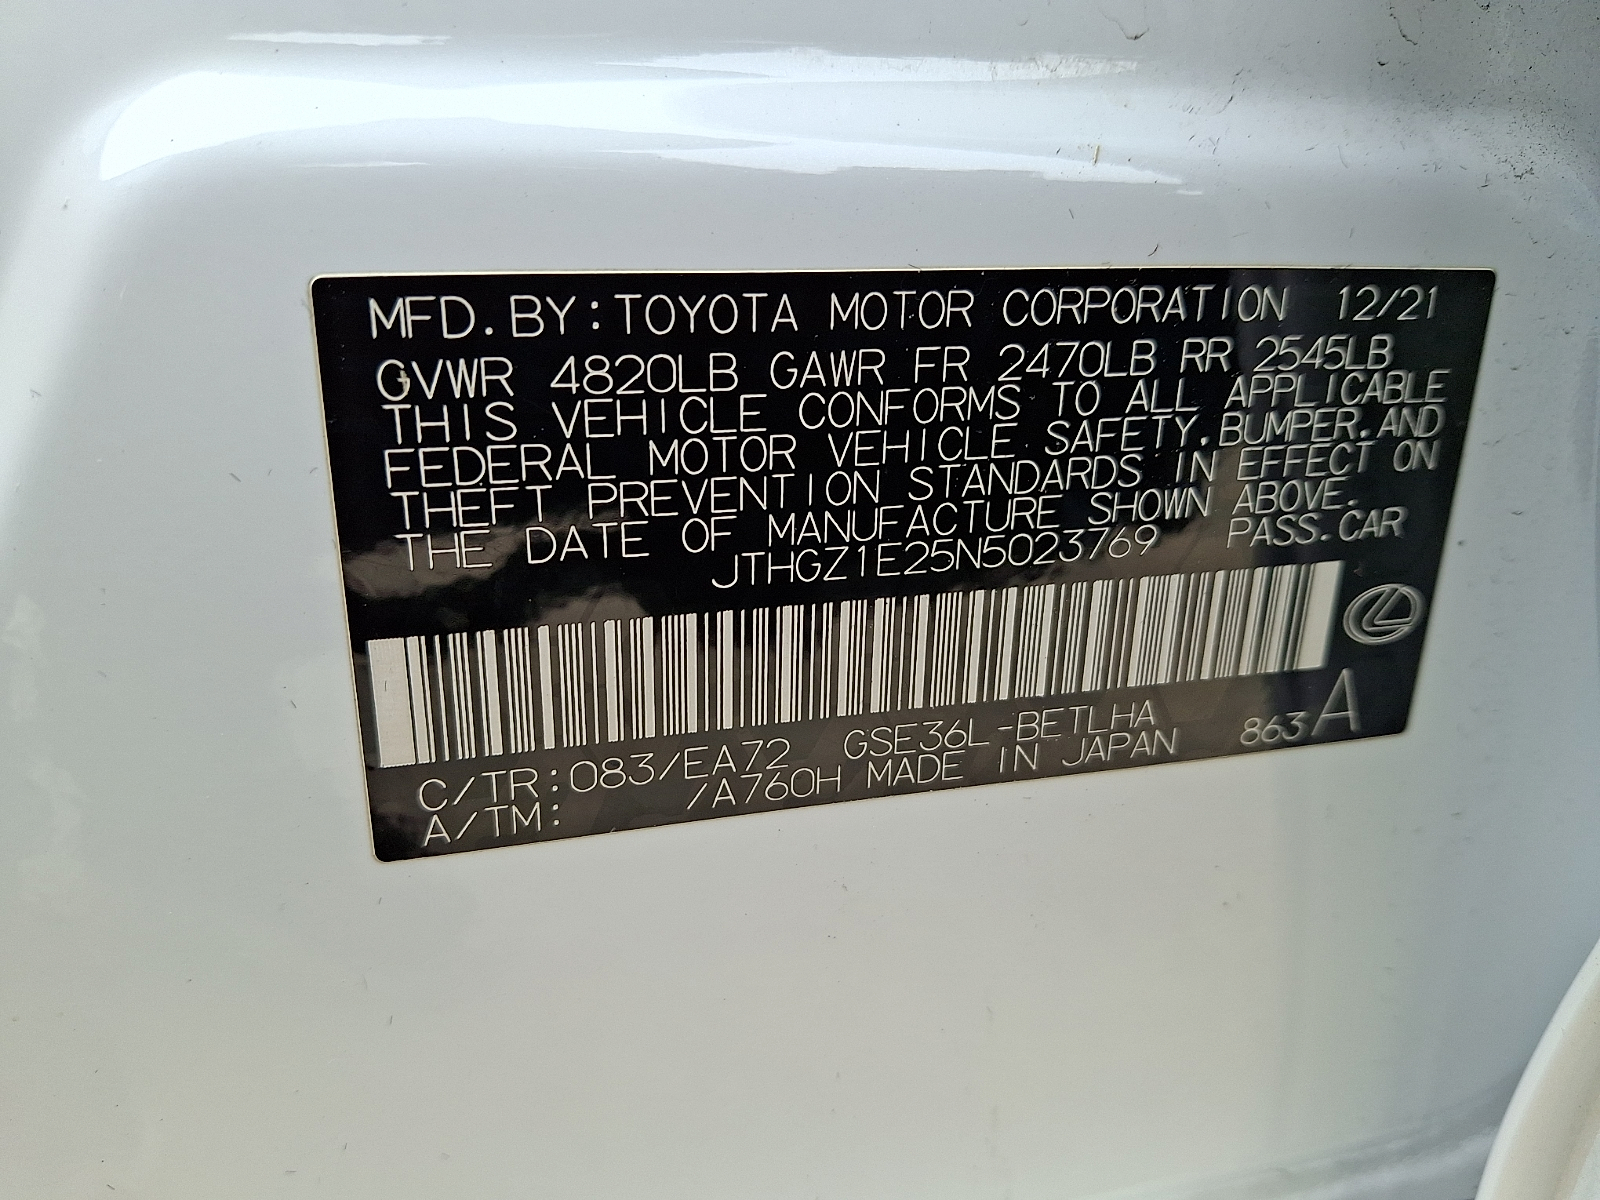 MFD. BY: TOYOTA MOTOR CORPORATION 12/21
GVWR 4820LB GAWR FR 2470LB RR 2545LB
THIS VEHICLE CONFORMS TO ALL APPLICABLE
FEDERAL MOTOR VEHICLE SAFETY, BUMPER, AND
THEFT PREVENTION STANDARDS IN EFFECT ON
THE DATE OF MANUFACTURE SHOWN ABOVE.
JTHGZ1E25N5023769 PASS. CAR
C/TR: 083/EA72 GSE36L-BETLHA 863A
A/TM: /A760H MADE IN JAPAN